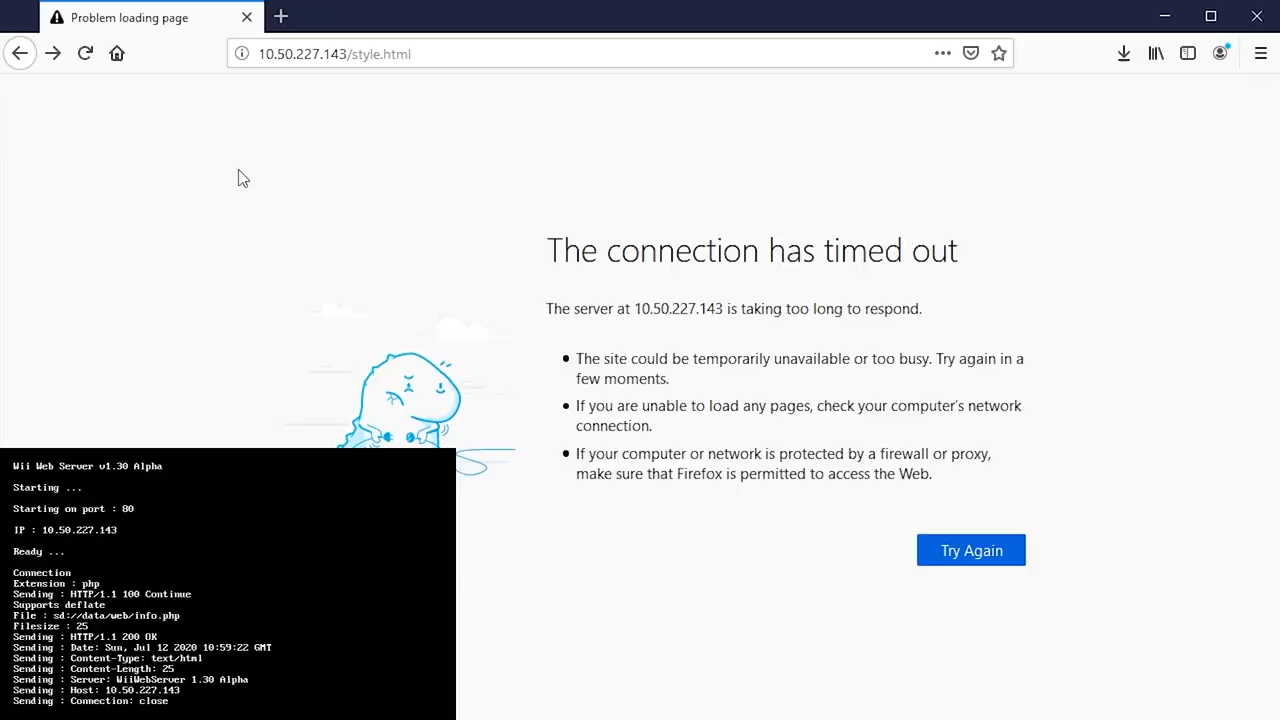 Problem loading page
10.50.227.143/style.html
The connection has timed out
The server at 10.50.227.143 is taking too long to respond.
The site could be temporarily unavailable or too busy. Try again in a
few moments.
If you are unable to load any pages, check your computer's network
connection.
If your computer or network is protected by a firewall or proxy,
make sure that Firefox is permitted to access the Web.
Try Again
Wii Web Server v1.30 Alpha
Starting ...
Starting on port : 80
IP : 10.50.227.143
Ready ...
Connection
Extension : php
Sending : HTTP/1.1 100 Continue
Supports deflate
File : sd://data/web/info.php
Filesize : 25
Sending : HTTP/1.1 200 OK
Sending : Date: Sun, Jul 12 2020 10:59:22 GMT
Sending : Content-Type: text/html
Sending : Content-Length: 25
Sending : Server: WiiWebServer 1.30 Alpha
Sending : Host: 10.50.227.143
Sending : Connection: close